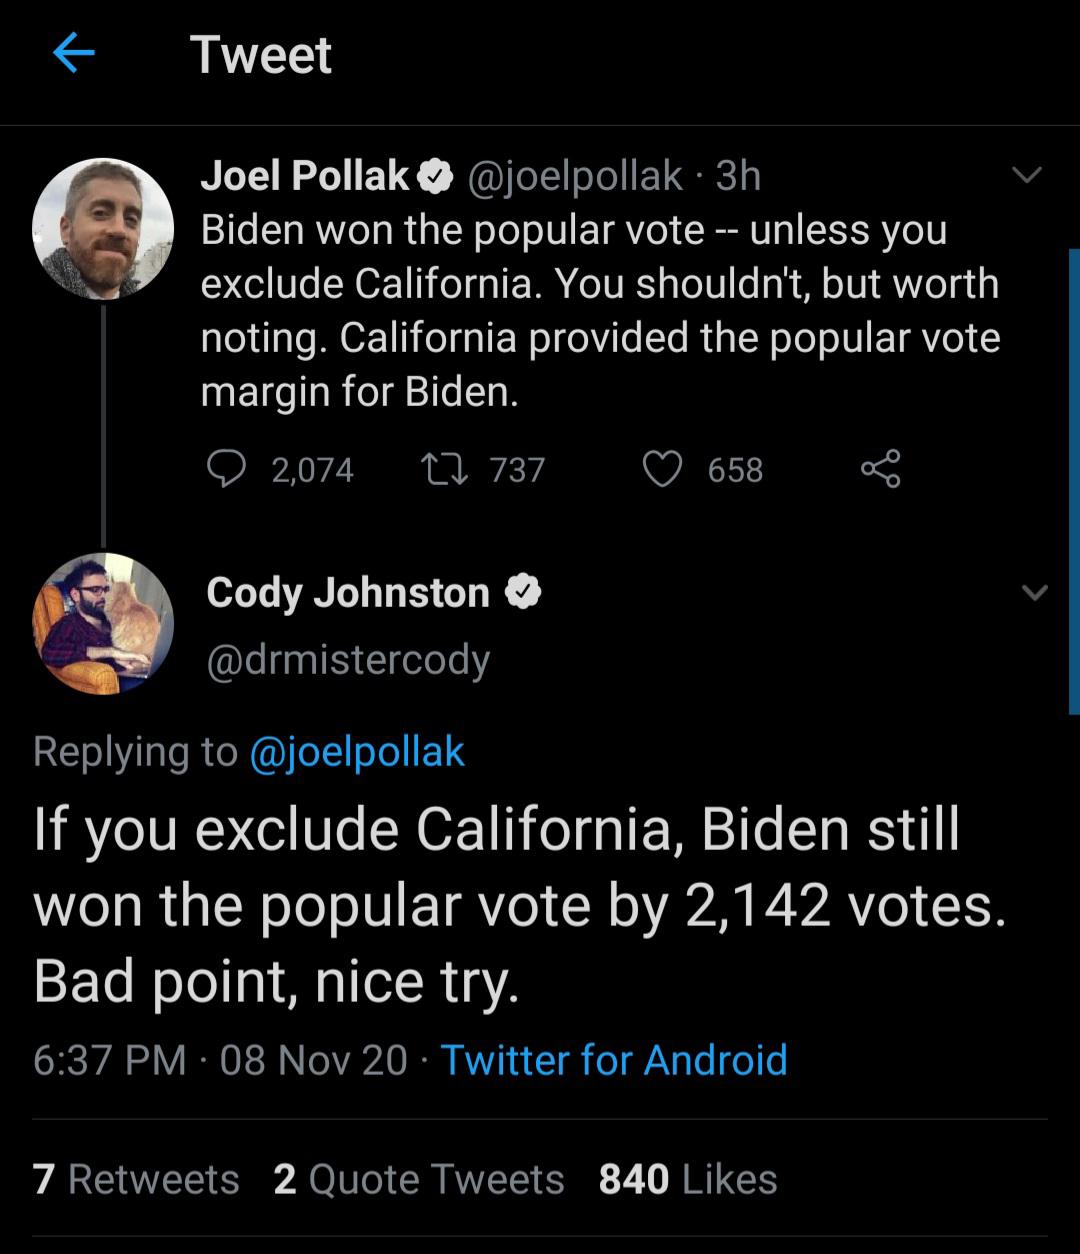 Tweet
Joel Pollak @joelpollak · 3h
Biden won the popular vote -- unless you
exclude California. You shouldn't, but worth
noting. California provided the popular vote
margin for Biden.
2,074 737 658
Cody Johnston
@drmistercody
Replying to @joelpollak
If you exclude California, Biden still
won the popular vote by 2,142 votes.
Bad point, nice try.
6:37 PM · 08 Nov 20 · Twitter for Android
7 Retweets 2 Quote Tweets 840 Likes